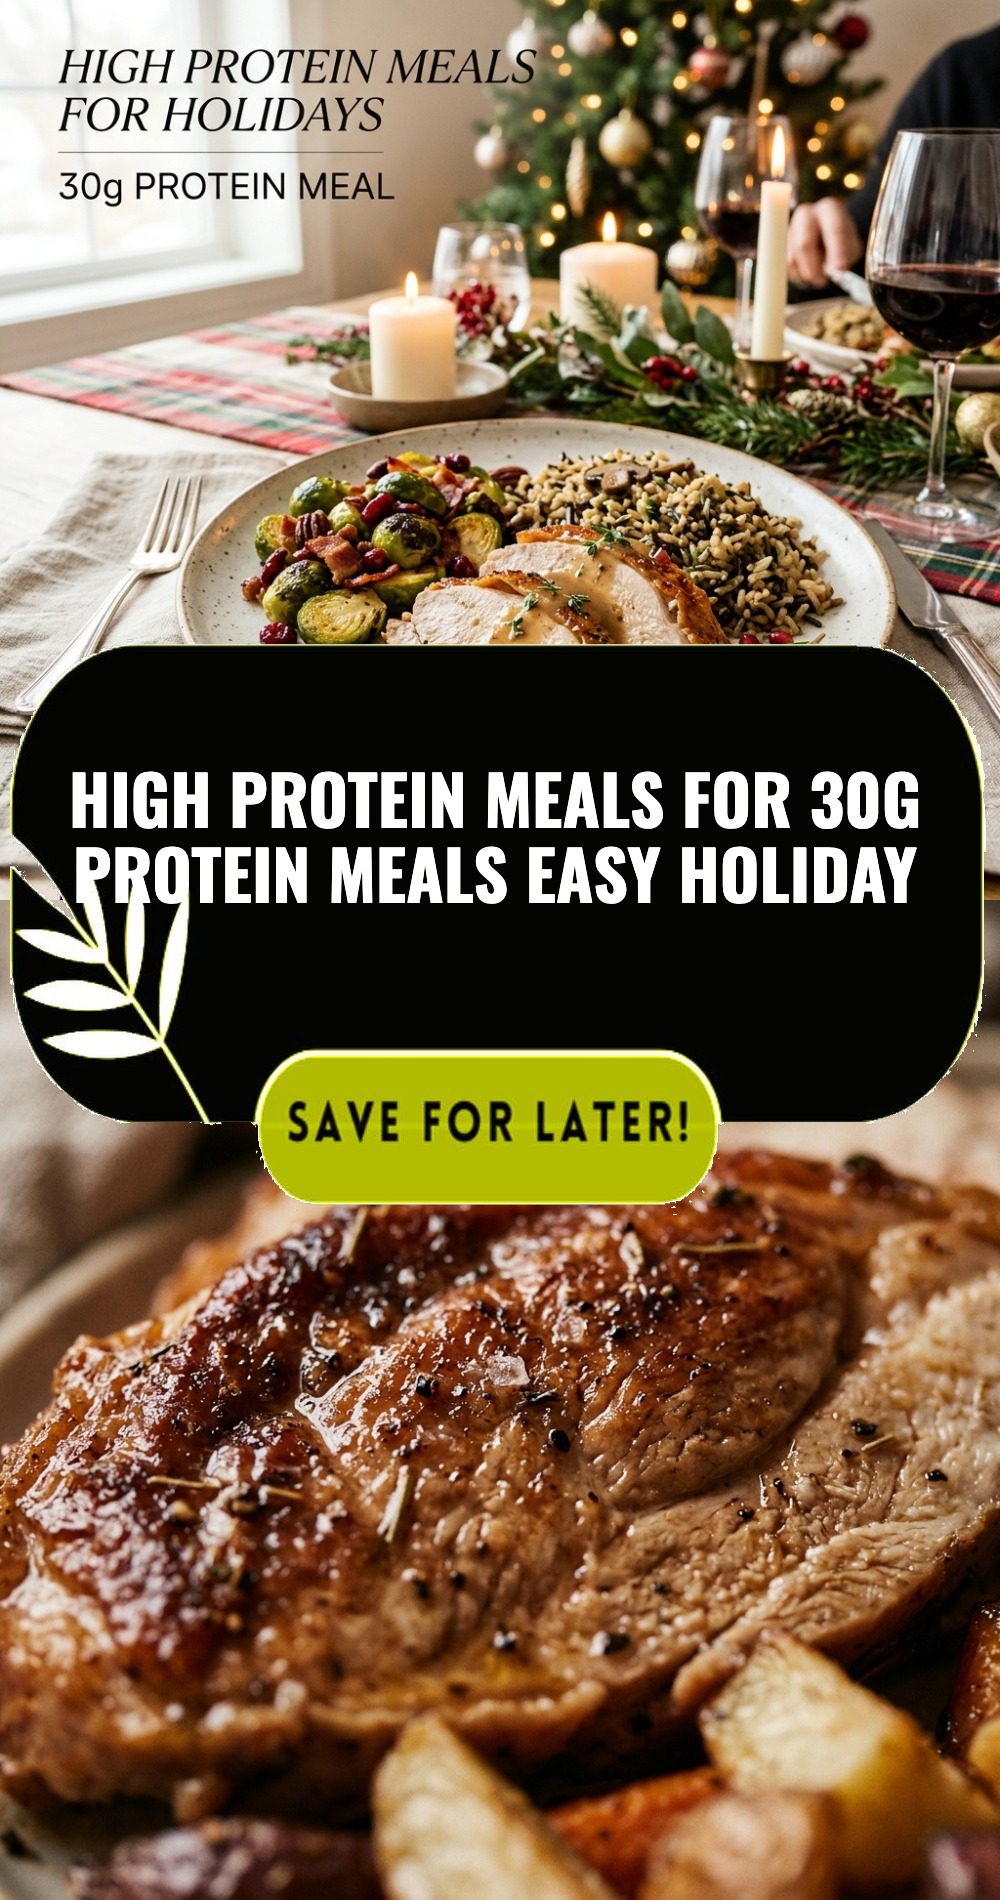 HIGH PROTEIN MEALS
FOR HOLIDAYS
30g PROTEIN MEAL
HIGH PROTEIN MEALS FOR 30G
PROTEIN MEALS EASY HOLIDAY
SAVE FOR LATER!